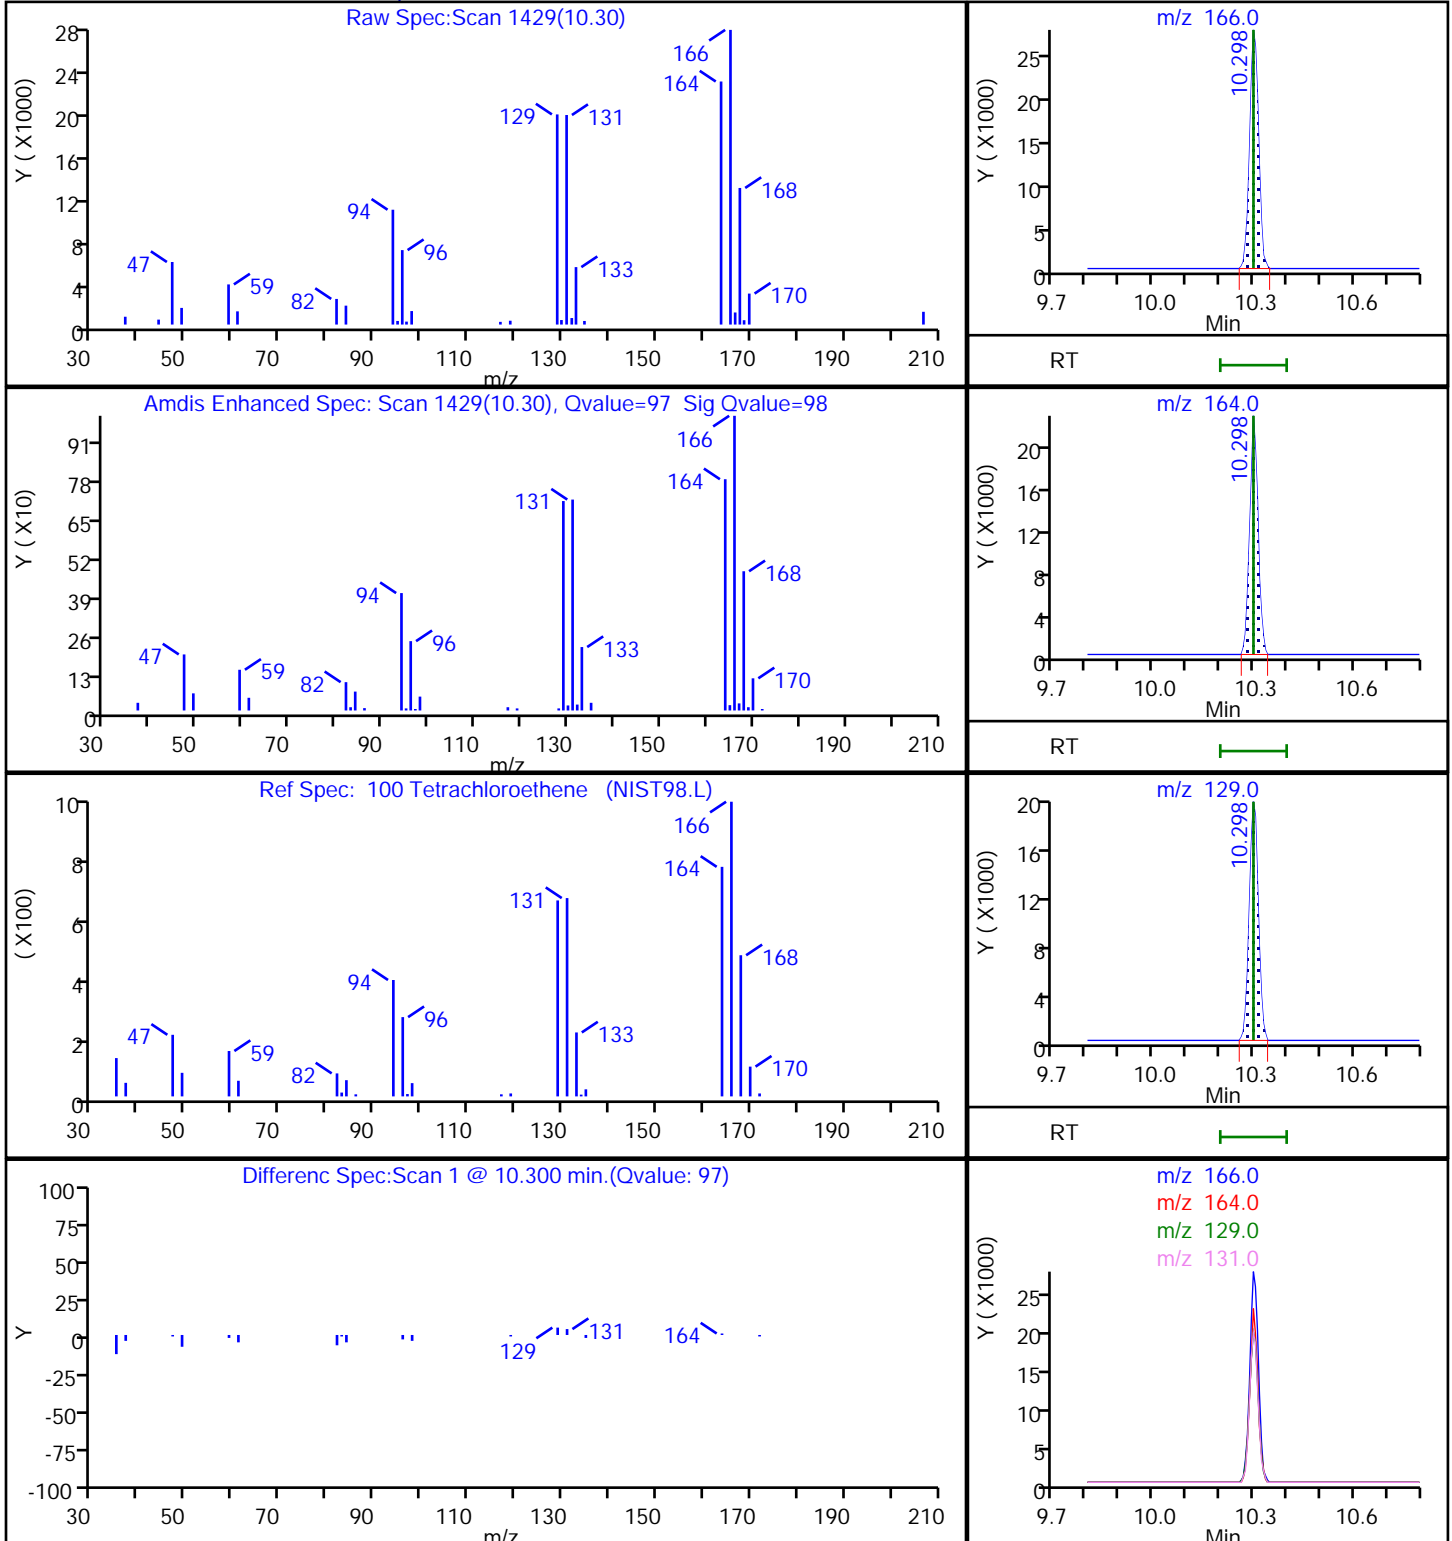 Raw Spec:Scan 1429(10.30)
Y ( X1000)
28
24
20
16
12
8
4
0
166
164
129
131
168
94
96
47
59
82
133
170
30 50 70 90 110 130 150 170 190 210
m/z
m/z 166.0
Y ( X1000)
25
20
15
10
5
0
10.298
9.7 10.0 10.3 10.6
Min
RT
Amdis Enhanced Spec: Scan 1429(10.30), Qvalue=97 Sig Qvalue=98
Y ( X10)
91
78
65
52
39
26
13
0
166
164
131
168
94
96
47
59
82
133
170
30 50 70 90 110 130 150 170 190 210
m/z
m/z 164.0
Y ( X1000)
20
16
12
8
4
0
10.298
9.7 10.0 10.3 10.6
Min
RT
Ref Spec: 100 Tetrachloroethene (NIST98.L)
( X100)
10
8
6
4
2
0
166
164
131
168
94
96
47
59
82
133
170
30 50 70 90 110 130 150 170 190 210
m/z 129.0
Y ( X1000)
20
16
12
8
4
0
10.298
9.7 10.0 10.3 10.6
Min
RT
Differenc Spec:Scan 1 @ 10.300 min.(Qvalue: 97)
Y
100
75
50
25
0
-25
-50
-75
-100
129
131
164
30 50 70 90 110 130 150 170 190 210
m/z
m/z 166.0
m/z 164.0
m/z 129.0
m/z 131.0
Y ( X1000)
25
20
15
10
5
0
9.7 10.0 10.3 10.6
Min